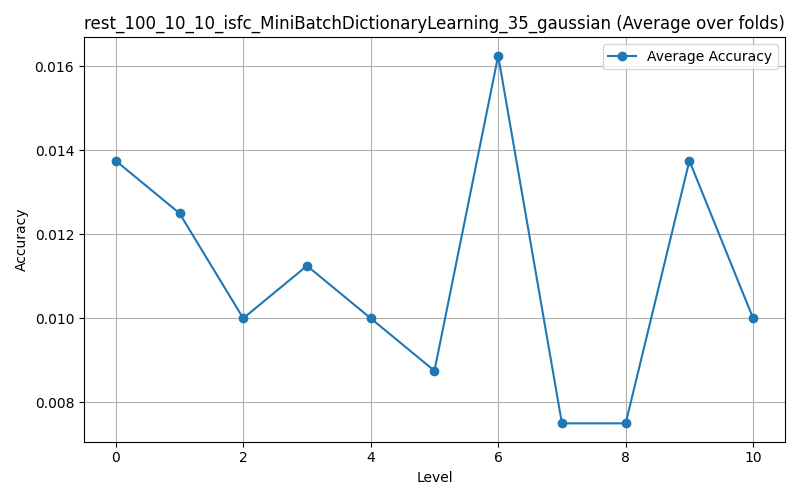 rest_100_10_10_isfc_MiniBatchDictionaryLearning_35_gaussian (Average over folds)
Average Accuracy
0.016
0.014
0.012
0.010
0.008
Accuracy
0 2 4 6 8 10
Level